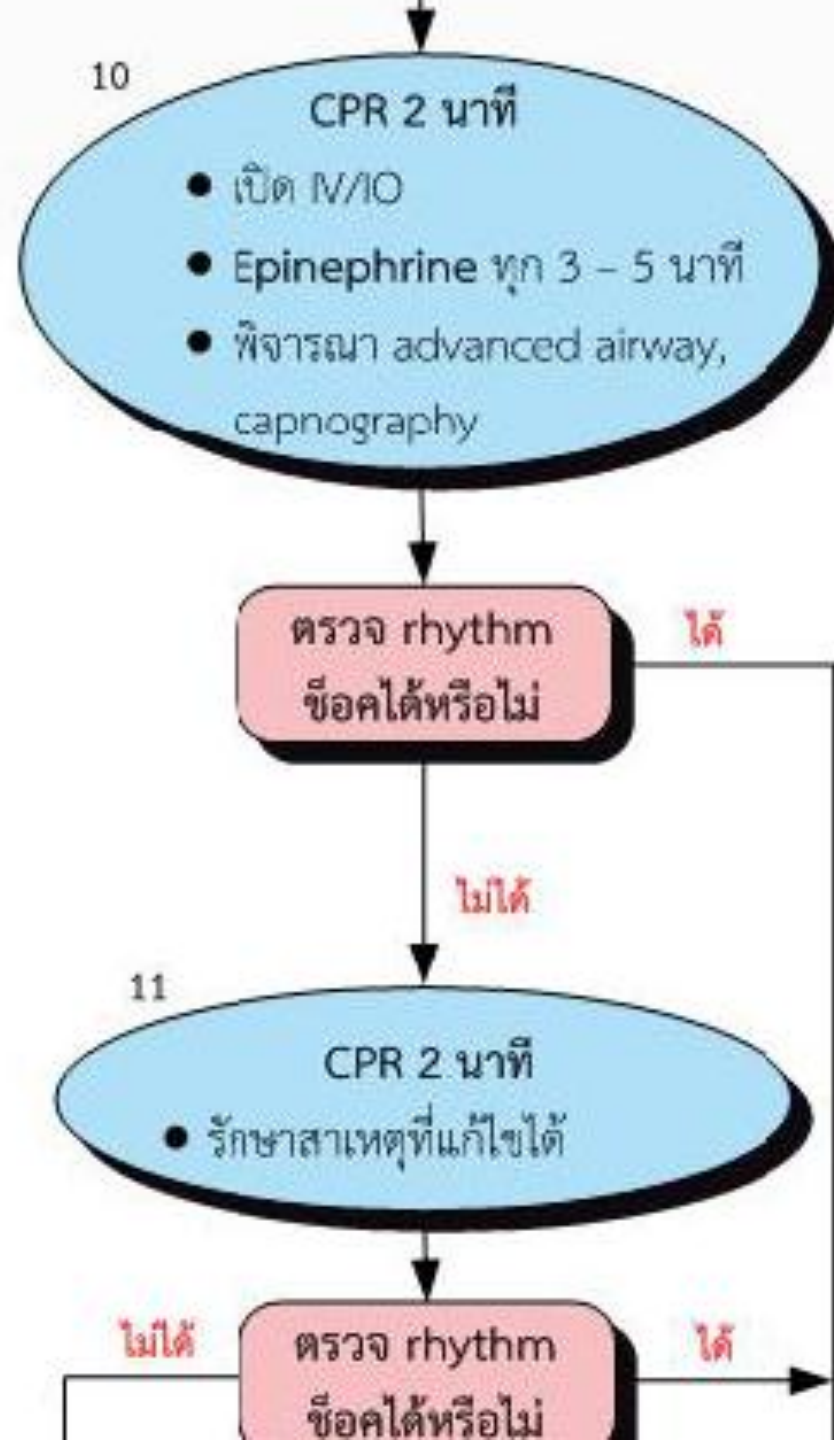 10
CPR 2 นาที
● เปิด IV/IO
● Epinephrine ทุก 3 – 5 นาที
● พิจารณา advanced airway,
capnography
ตรวจ rhythm
ช็อคได้หรือไม่
ได้
ไม่ได้
11
CPR 2 นาที
● รักษาสาเหตุที่แก้ไขได้
ไม่ได้
ตรวจ rhythm
ช็อคได้หรือไม่
ได้